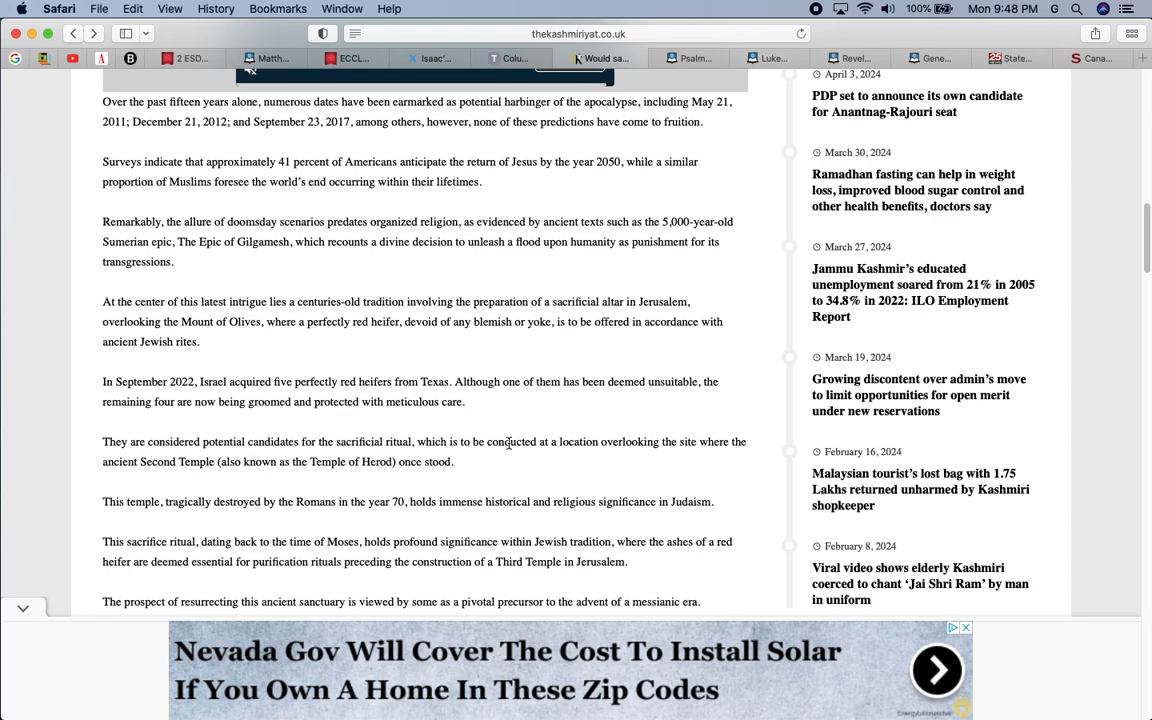 Safari File Edit View History Bookmarks Window Help 100% Mon 9:48 PM G
thekashmiriyat.co.uk
2 ESD... Matth... ECCL... Isaac'... Colu... Would sa... Psalm... Luke... Revel... Gene... State... Cana...
Over the past fifteen years alone, numerous dates have been earmarked as potential harbinger of the apocalypse, including May 21,
2011; December 21, 2012; and September 23, 2017, among others, however, none of these predictions have come to fruition.
Surveys indicate that approximately 41 percent of Americans anticipate the return of Jesus by the year 2050, while a similar
proportion of Muslims foresee the world's end occurring within their lifetimes.
Remarkably, the allure of doomsday scenarios predates organized religion, as evidenced by ancient texts such as the 5,000-year-old
Sumerian epic, The Epic of Gilgamesh, which recounts a divine decision to unleash a flood upon humanity as punishment for its
transgressions.
At the center of this latest intrigue lies a centuries-old tradition involving the preparation of a sacrificial altar in Jerusalem,
overlooking the Mount of Olives, where a perfectly red heifer, devoid of any blemish or yoke, is to be offered in accordance with
ancient Jewish rites.
In September 2022, Israel acquired five perfectly red heifers from Texas. Although one of them has been deemed unsuitable, the
remaining four are now being groomed and protected with meticulous care.
They are considered potential candidates for the sacrificial ritual, which is to be conducted at a location overlooking the site where the
ancient Second Temple (also known as the Temple of Herod) once stood.
This temple, tragically destroyed by the Romans in the year 70, holds immense historical and religious significance in Judaism.
This sacrifice ritual, dating back to the time of Moses, holds profound significance within Jewish tradition, where the ashes of a red
heifer are deemed essential for purification rituals preceding the construction of a Third Temple in Jerusalem.
The prospect of resurrecting this ancient sanctuary is viewed by some as a pivotal precursor to the advent of a messianic era.
April 3, 2024
PDP set to announce its own candidate
for Anantnag-Rajouri seat
March 30, 2024
Ramadhan fasting can help in weight
loss, improved blood sugar control and
other health benefits, doctors say
March 27, 2024
Jammu Kashmir's educated
unemployment soared from 21% in 2005
to 34.8% in 2022: ILO Employment
Report
March 19, 2024
Growing discontent over admin's move
to limit opportunities for open merit
under new reservations
February 16, 2024
Malaysian tourist's lost bag with 1.75
Lakhs returned unharmed by Kashmiri
shopkeeper
February 8, 2024
Viral video shows elderly Kashmiri
coerced to chant 'Jai Shri Ram' by man
in uniform
Nevada Gov Will Cover The Cost To Install Solar
If You Own A Home In These Zip Codes